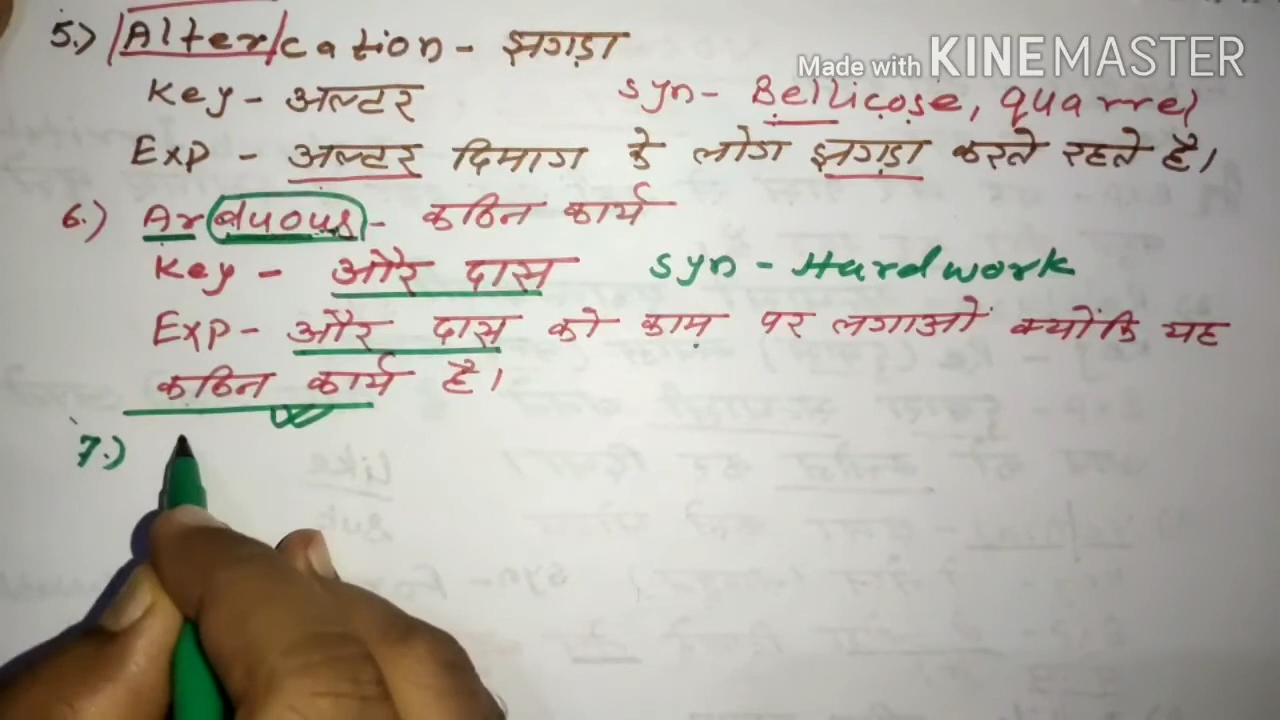 5.) Altercation - झगड़ा
Made with KINEMASTER
Key - अल्टर
Syn - Bellicose, quarrel
Exp - अल्टर दिमाग के लोग झगड़ा करते रहते है।
6.) Arduous - कठिन कार्य
Key - और दास
Syn - Hardwork
Exp - और दास को काम पर लगाओ क्योंकि यह
कठिन कार्य है।
7.)